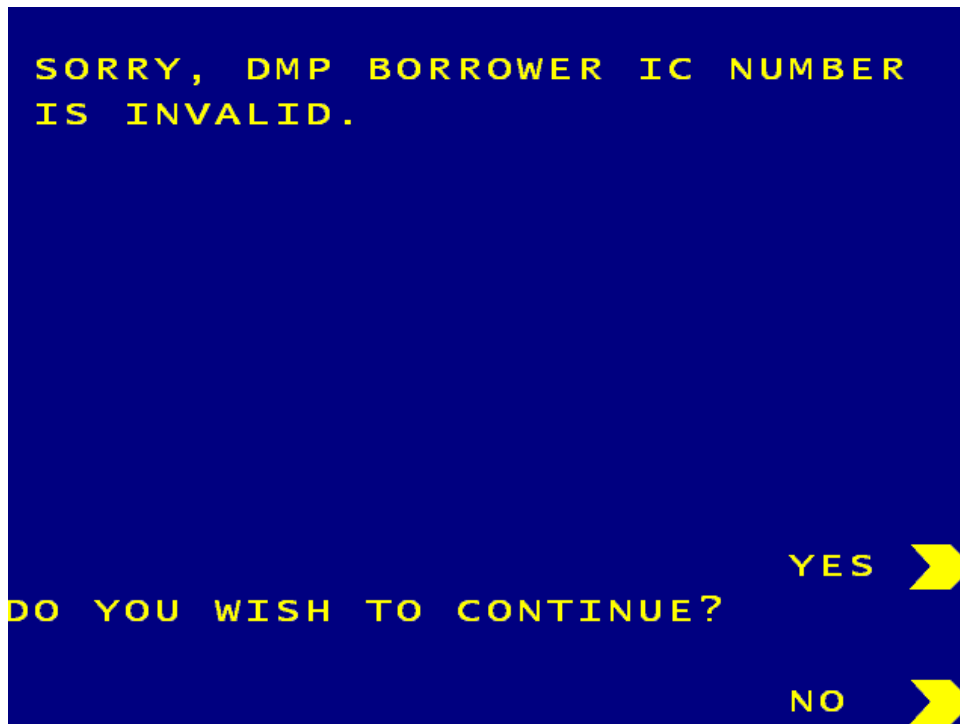 SORRY, DMP BORROWER IC NUMBER
IS INVALID.
YES
DO YOU WISH TO CONTINUE?
NO